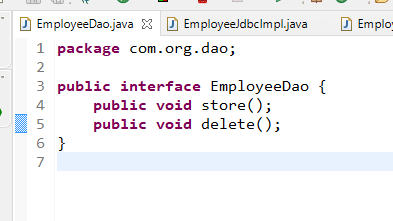 EmployeeDao.java EmployeeJdbcImpl.java Emplo
1 package com.org.dao;
2
3 public interface EmployeeDao {
4 public void store();
5 public void delete();
6 }
7